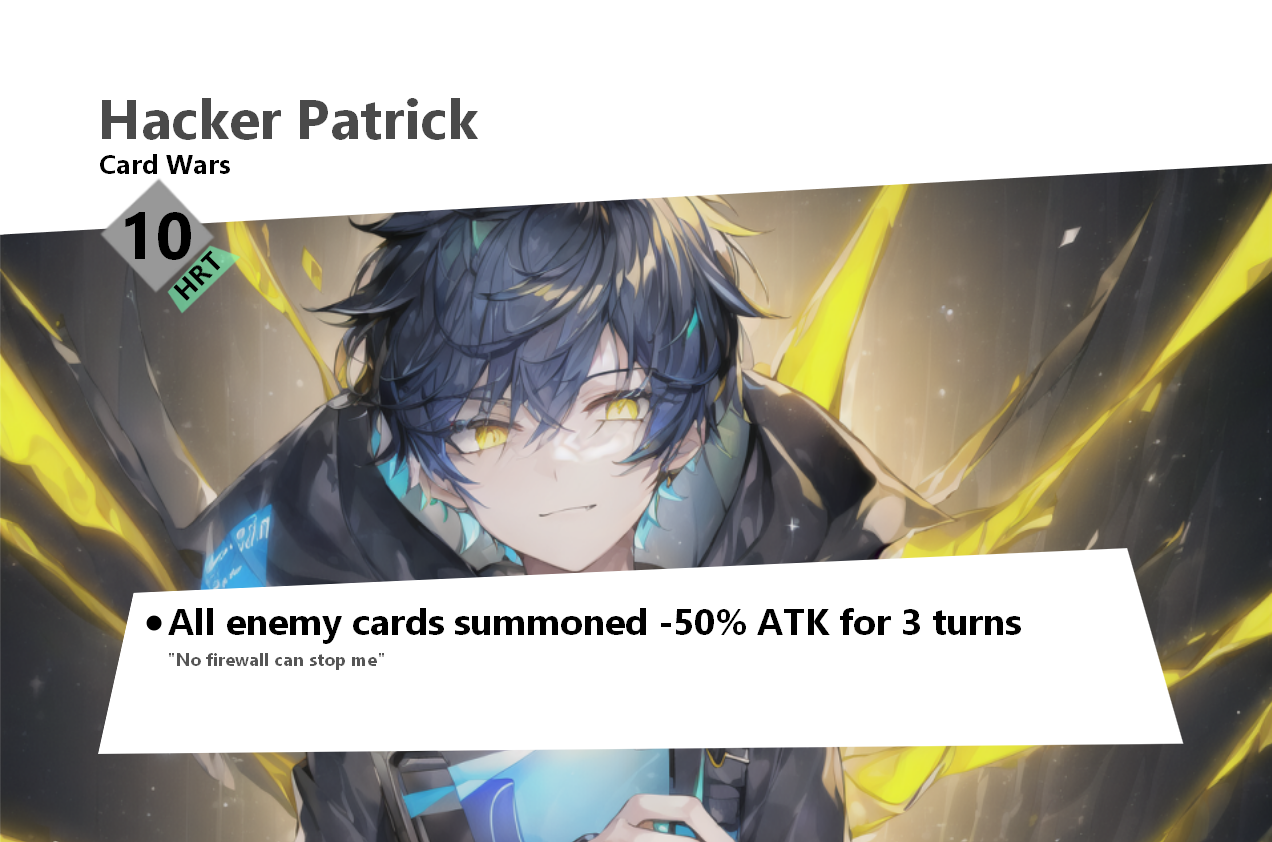 Hacker Patrick
Card Wars
10
HRT
●All enemy cards summoned -50% ATK for 3 turns
"No firewall can stop me"